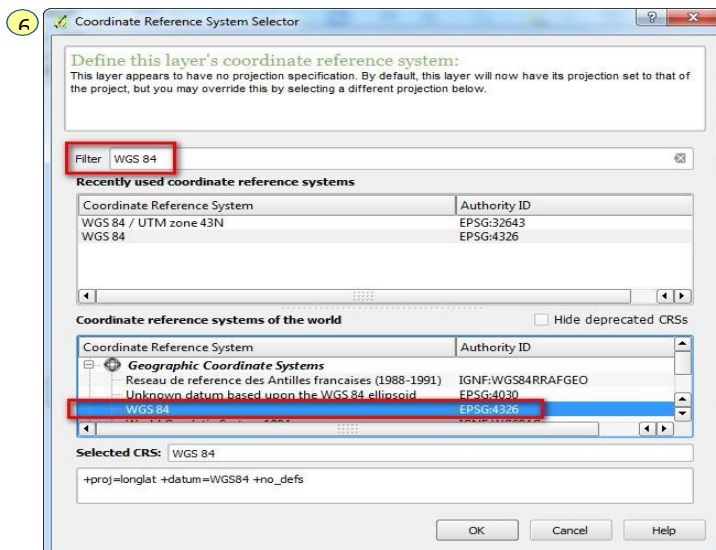 6
Coordinate Reference System Selector
Define this layer's coordinate reference system:
This layer appears to have no projection specification. By default, this layer will now have its projection set to that of
the project, but you may override this by selecting a different projection
below.
Filter WGS 84
Recently used coordinate reference systems
Coordinate Reference System Authority ID
WGS 84 / UTM zone 43N EPSG:32643
WGS 84 EPSG:4326
Coordinate reference systems of the world Hide deprecated CRSs
Coordinate Reference System Authority ID
Geographic Coordinate Systems
Reseau de reference des Antilles francaises (1988-1991) IGNF:WGS84RRAFGEO
Unknown datum based upon the WGS 84 ellipsoid EPSG:4030
WGS 84 EPSG:4326
Selected CRS: WGS 84
+proj=longlat +datum=WGS84 +no_defs
OK Cancel Help